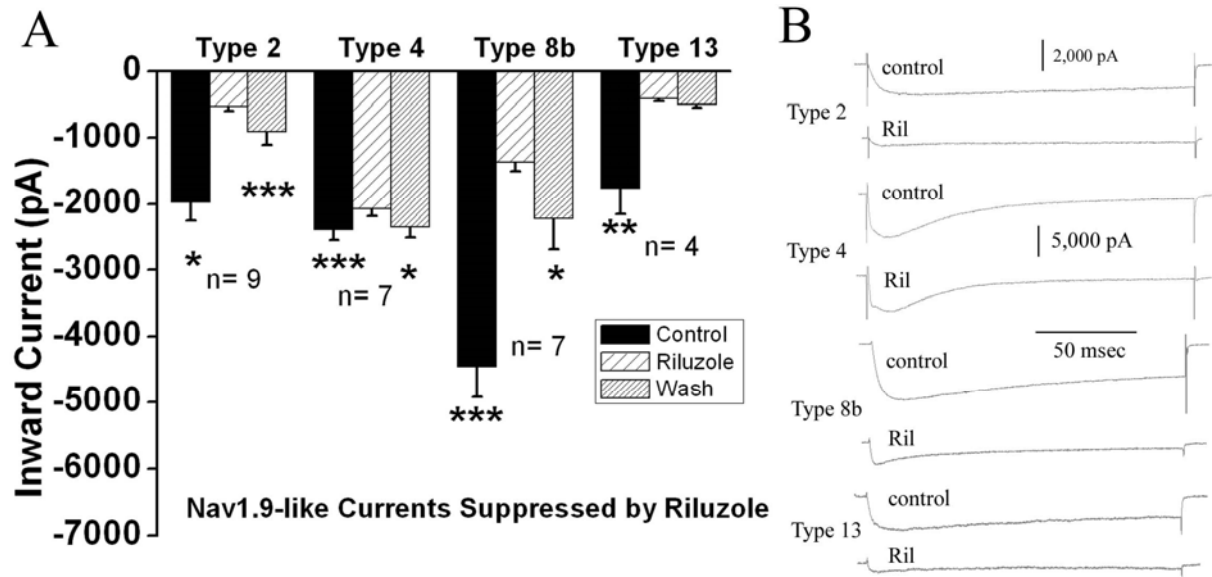 A
Type 2 Type 4 Type 8b Type 13
0
-1000
-2000
-3000
-4000
-5000
-6000
-7000
Inward Current (pA)
*
***
n= 9
***
*
n= 7
***
*
n= 7
**
n= 4
Control
Riluzole
Wash
Nav1.9-like Currents Suppressed by Riluzole
B
2,000 pA
control
Type 2
Ril
control
Type 4
5,000 pA
Ril
50 msec
control
Type 8b
Ril
control
Type 13
Ril